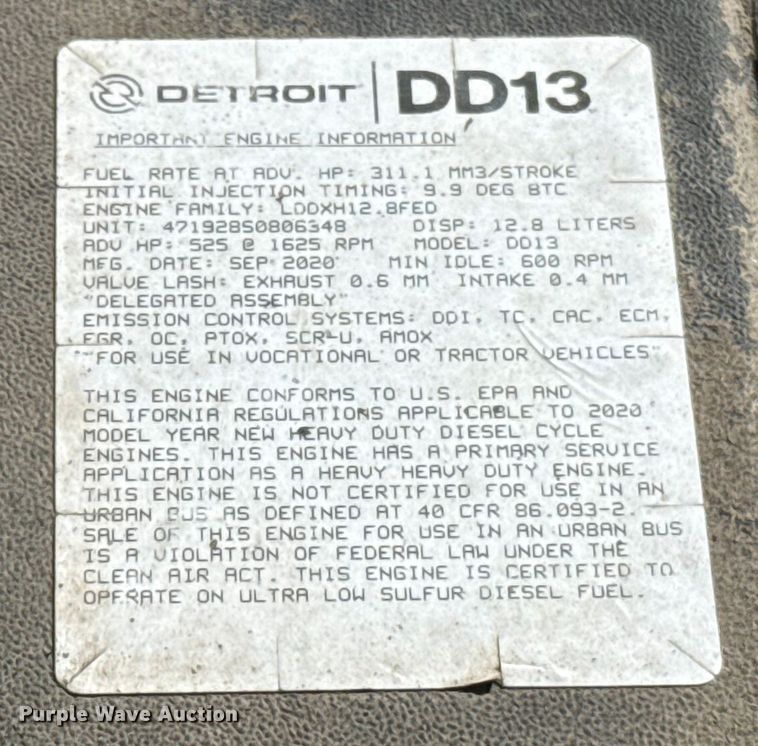 DETROIT | DD13
IMPORTANT ENGINE INFORMATION
FUEL RATE AT ADV. HP: 311.1 MM3/STROKE
INITIAL INJECTION TIMING: 9.9 DEG BTC
ENGINE FAMILY: LDDXH12.8FED
UNIT: 471928S0806348 DISP: 12.8 LITERS
ADV HP: 525 @ 1625 RPM MODEL: DD13
MFG. DATE: SEP 2020 MIN IDLE: 600 RPM
VALVE LASH: EXHAUST 0.6 MM INTAKE 0.4 MM
"DELEGATED ASSEMBLY"
EMISSION CONTROL SYSTEMS: DDI, TC, CAC, ECM,
EGR, OC, PTOX, SCR-U, AMOX
""FOR USE IN VOCATIONAL OR TRACTOR VEHICLES"
THIS ENGINE CONFORMS TO U.S. EPA AND
CALIFORNIA REGULATIONS APPLICABLE TO 2020
MODEL YEAR NEW HEAVY DUTY DIESEL CYCLE
ENGINES. THIS ENGINE HAS A PRIMARY SERVICE
APPLICATION AS A HEAVY HEAVY DUTY ENGINE.
THIS ENGINE IS NOT CERTIFIED FOR USE IN AN
URBAN BUS AS DEFINED AT 40 CFR 86.093-2.
SALE OF THIS ENGINE FOR USE IN AN URBAN BUS
IS A VIOLATION OF FEDERAL LAW UNDER THE
CLEAN AIR ACT. THIS ENGINE IS CERTIFIED TO
OPERATE ON ULTRA LOW SULFUR DIESEL FUEL.
Purple Wave Auction